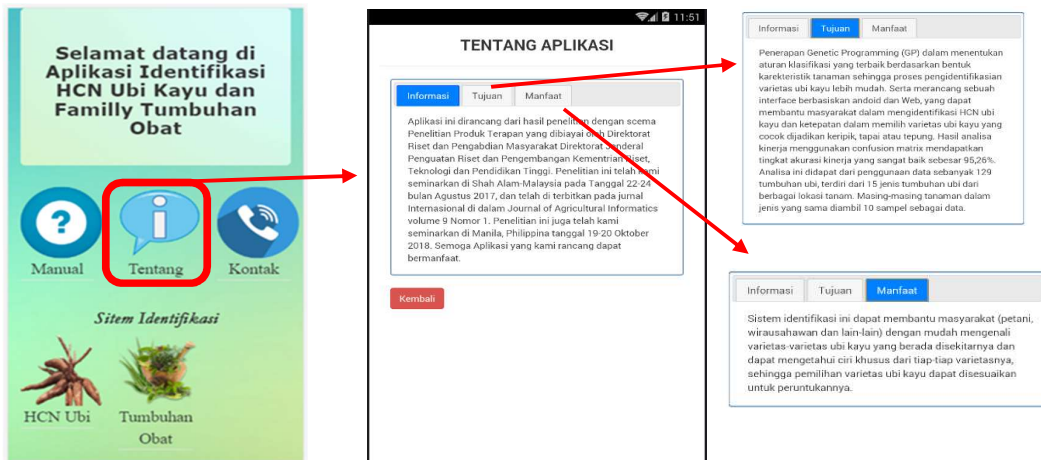 Selamat datang di
Aplikasi Identifikasi
HCN Ubi Kayu dan
Familly Tumbuhan
Obat
Manual
Tentang
Kontak
Sitem Identifikasi
HCN Ubi
Tumbuhan
Obat
11:51
TENTANG APLIKASI
Informasi Tujuan Manfaat
Aplikasi ini dirancang dari hasil penelitian dengan scema
Penelitian Produk Terapan yang dibiayai oleh Direktorat
Riset dan Pengabdian Masyarakat Direktorat Jenderal
Penguatan Riset dan Pengembangan Kementrian Riset,
Teknologi dan Pendidikan Tinggi. Penelitian ini telah kami
seminarkan di Shah Alam-Malaysia pada Tanggal 22-24
bulan Agustus 2017, dan telah di terbitkan pada jurnal
Internasional di dalam Journal of Agricultural Informatics
volume 9 Nomor 1. Penelitian ini juga telah kami
seminarkan di Manila, Philippina tanggal 19-20 Oktober
2018. Semoga Aplikasi yang kami rancang dapat
bermanfaat.
Kembali
Informasi Tujuan Manfaat
Penerapan Genetic Programming (GP) dalam menentukan
aturan klasifikasi yang terbaik berdasarkan bentuk
karekteristik tanaman sehingga proses pengidentifikasian
varietas ubi kayu lebih mudah. Serta merancang sebuah
interface berbasiskan andoid dan Web, yang dapat
membantu masyarakat dalam mengidentifikasi HCN ubi
kayu dan ketepatan dalam memilih varietas ubi kayu yang
cocok dijadikan keripik, tapai atau tepung. Hasil analisa
kinerja menggunakan confusion matrix mendapatkan
tingkat akurasi kinerja yang sangat baik sebesar 95,26%.
Analisa ini didapat dari penggunaan data sebanyak 129
tumbuhan ubi, terdiri dari 15 jenis tumbuhan ubi dari
berbagai lokasi tanam. Masing-masing tanaman dalam
jenis yang sama diambil 10 sampel sebagai data.
Informasi Tujuan Manfaat
Sistem identifikasi ini dapat membantu masyarakat (petani,
wirausahawan dan lain-lain) dengan mudah mengenali
varietas-varietas ubi kayu yang berada disekitarnya dan
dapat mengetahui ciri khusus dari tiap-tiap varietasnya,
sehingga pemilihan varietas ubi kayu dapat disesuaikan
untuk peruntukannya.